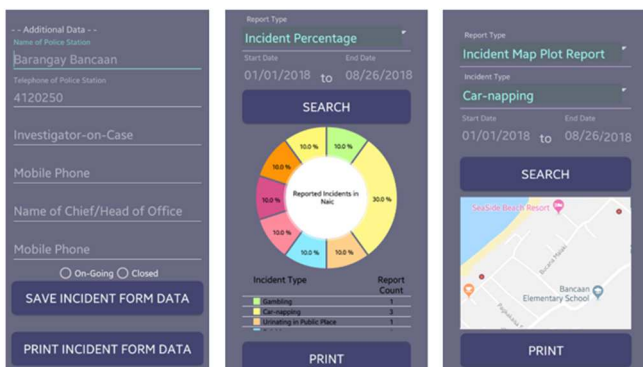 - - Additional Data - -
Name of Police Station
Barangay Bancaan
Telephone of Police Station
4120250
Investigator-on-Case
Mobile Phone
Name of Chief/Head of Office
Mobile Phone
On-Going Closed
SAVE INCIDENT FORM DATA
PRINT INCIDENT FORM DATA
Report Type
Incident Percentage
Start Date End Date
01/01/2018 to 08/26/2018
SEARCH
10.0 % 10.0 %
10.0 %
10.0 % 30.0 %
10.0 %
10.0 % 10.0 %
Reported Incidents in
Naic
Incident Type Report
Count
Gambling 1
Car-napping 3
Urinating in Public Place 1
PRINT
Report Type
Incident Map Plot Report
Incident Type
Car-napping
Start Date End Date
01/01/2018 to 08/26/2018
SEARCH
SeaSide Beach Resort
Bucana Malaki
Bancaan
Elementary School
PRINT